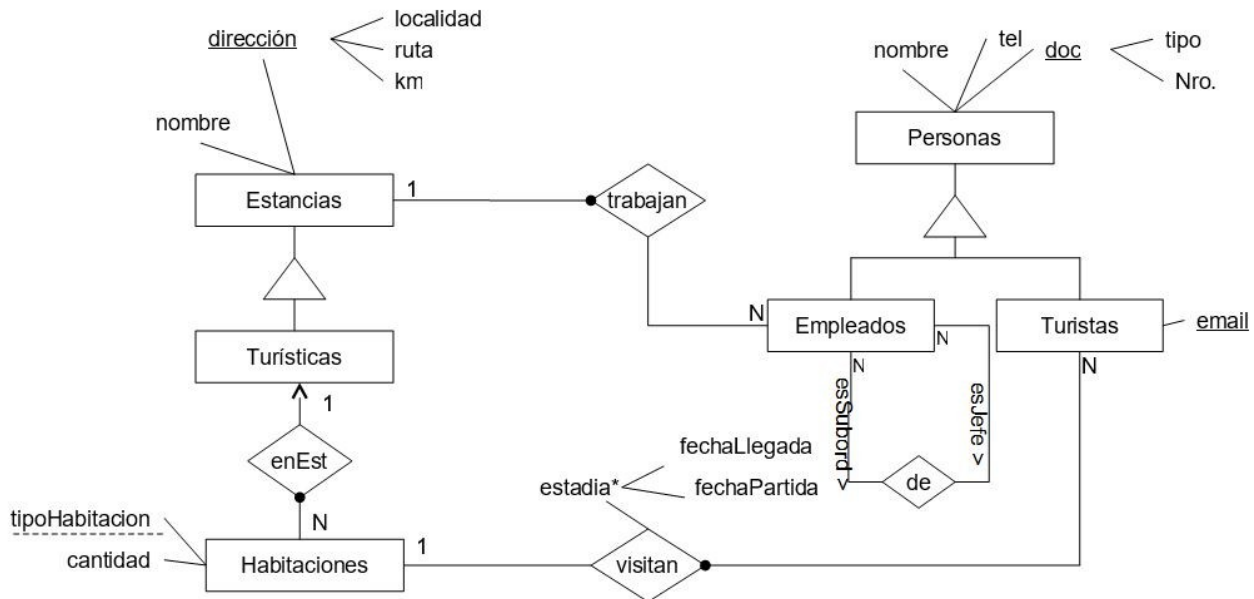 localidad
dirección
ruta
km
nombre
tel
doc
tipo
Nro.
nombre
Personas
Estancias
1
trabajan
N
Empleados
Turistas
email
N
N
N
esSubord >
esJefe >
de
Turísticas
1
enEst
N
fechaLlegada
estadia*
fechaPartida
tipoHabitacion
cantidad
Habitaciones
1
visitan